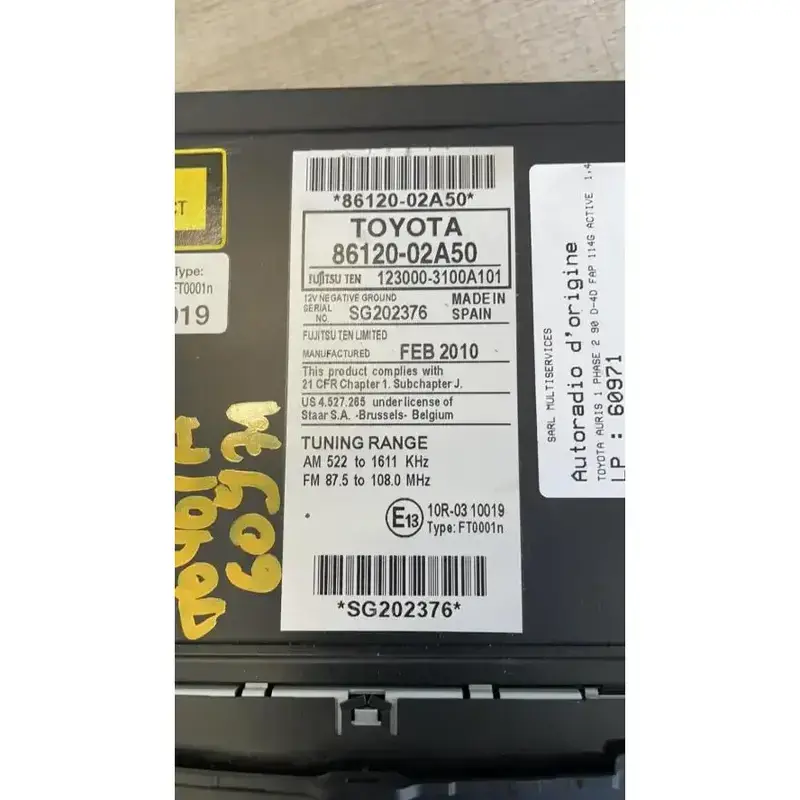 *86120-02A50*
TOYOTA
86120-02A50
FUJITSU TEN 123000-3100A101
12V NEGATIVE GROUND
MADE IN
SPAIN
SERIAL
NO. SG202376
FUJITSU TEN LIMITED
MANUFACTURED FEB 2010
This product complies with
21 CFR Chapter 1. Subchapter J.
US 4.527.265 under license of
Staar S.A. -Brussels- Belgium
TUNING RANGE
AM 522 to 1611 KHz
FM 87.5 to 108.0 MHz
E13 10R-03 10019
Type: FT0001n
*SG202376*
CT
Type:
FT0001n
019
60971
SARL MULTISERVICES
Autoradio d'origine
TOYOTA AURIS 1 PHASE 2 90 D-4D FAP 114G ACTIVE 1,4
LP : 60971